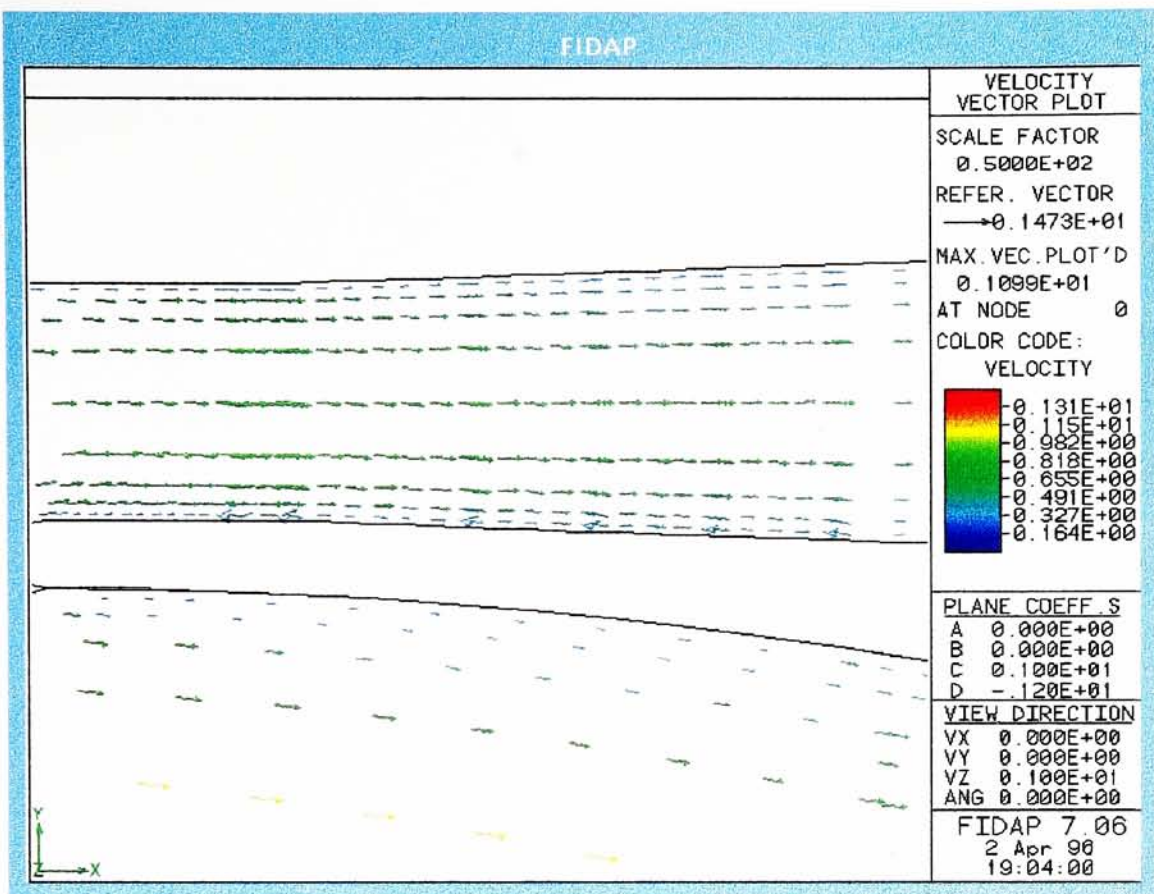 FIDAP
VELOCITY
VECTOR PLOT
SCALE FACTOR
0.5000E+02
REFER. VECTOR
0.1473E+01
MAX.VEC.PLOT'D
0.1099E+01
AT NODE 0
COLOR CODE:
VELOCITY
0.131E+01
0.115E+01
0.982E+00
0.818E+00
0.655E+00
0.491E+00
0.327E+00
0.164E+00
PLANE COEFF.S
A 0.000E+00
B 0.000E+00
C 0.100E+01
D -.120E+01
VIEW DIRECTION
VX 0.000E+00
VY 0.000E+00
VZ 0.100E+01
ANG 0.000E+00
FIDAP 7.06
2 Apr 96
19:04:00
Y
Z X